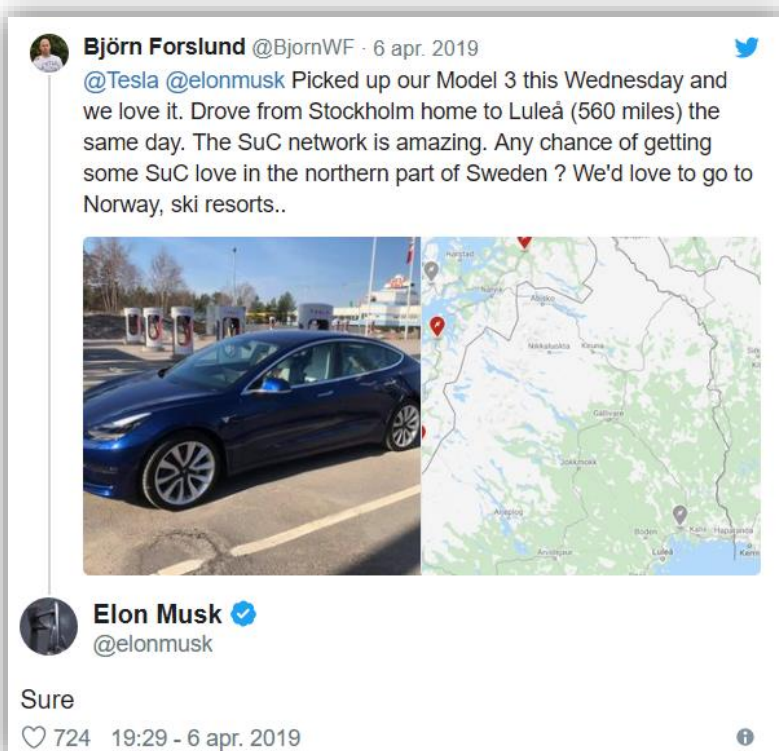 Björn Forslund @BjornWF · 6 apr. 2019
@Tesla @elonmusk Picked up our Model 3 this Wednesday and
we love it. Drove from Stockholm home to Luleå (560 miles) the
same day. The SuC network is amazing. Any chance of getting
some SuC love in the northern part of Sweden ? We'd love to go to
Norway, ski resorts..
Harstad
Narvik
Abisko
Nikkaluokta Kiruna
Gällivare
Jokkmokk
Arjeplog
Boden Kalix Haparanda
Arvidsjaur Luleå Kemi
Elon Musk
@elonmusk
Sure
724 19:29 - 6 apr. 2019